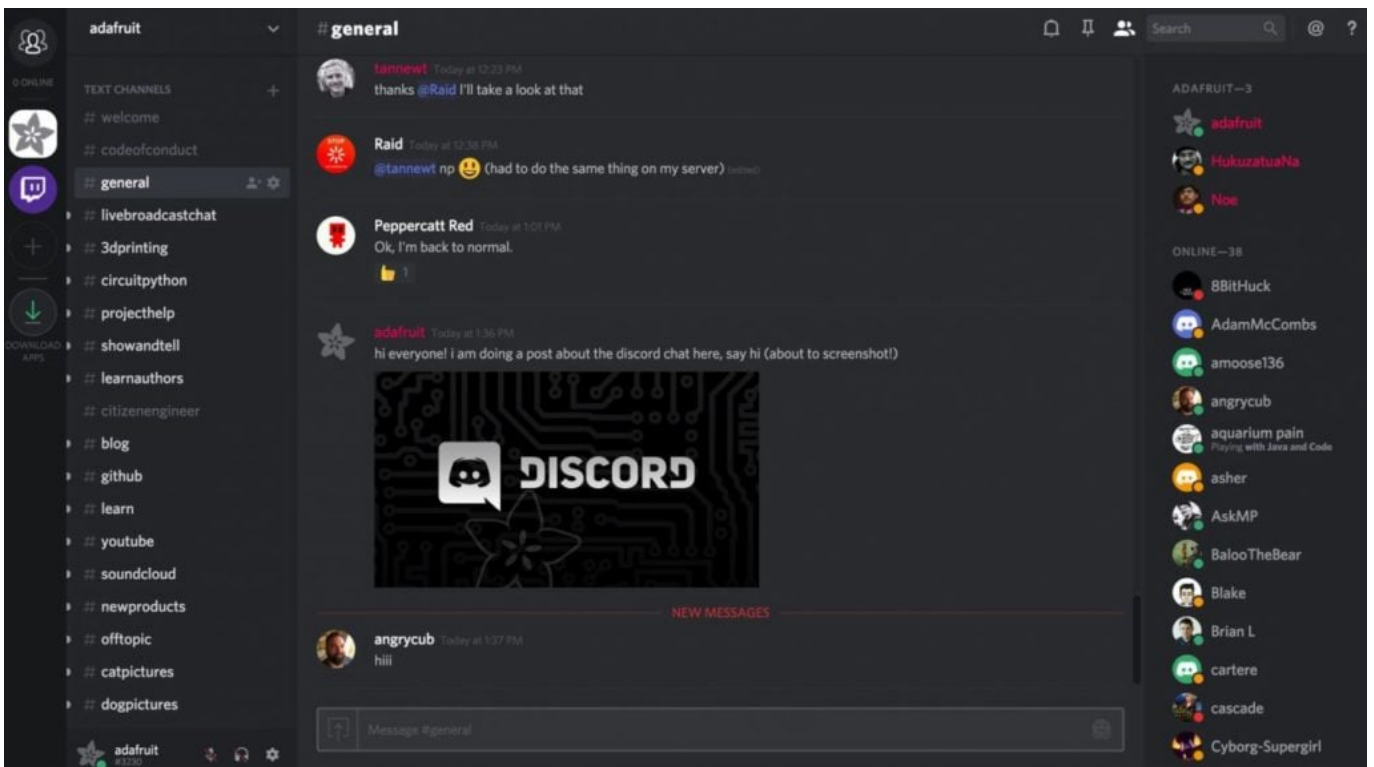 0 ONLINE
DOWNLOAD
APPS
adafruit
TEXT CHANNELS
# welcome
# codeofconduct
# general
# livebroadcastchat
# 3dprinting
# circuitpython
# projecthelp
# showandtell
# learnauthors
# citizenengineer
# blog
# github
# learn
# youtube
# soundcloud
# newproducts
# offtopic
# catpictures
# dogpictures
adafruit
#3230
#general
Search
@ ?
tannewt Today at 12:23 PM
thanks @Raid I'll take a look at that
Raid Today at 12:38 PM
@tannewt np 😃 (had to do the same thing on my server) (edited)
Peppercatt Red Today at 1:01 PM
Ok, I'm back to normal.
👍 1
adafruit Today at 1:36 PM
hi everyone! i am doing a post about the discord chat here, say hi (about to screenshot!)
DISCORD
NEW MESSAGES
angrycub Today at 1:37 PM
hiii
Message #general
ADAFRUIT—3
adafruit
HukuzatuaNa
Noe
ONLINE—38
8BitHuck
AdamMcCombs
amoose136
angrycub
aquarium pain
Playing with Java and Code
asher
AskMP
BalooTheBear
Blake
Brian L
cartere
cascade
Cyborg-Supergirl